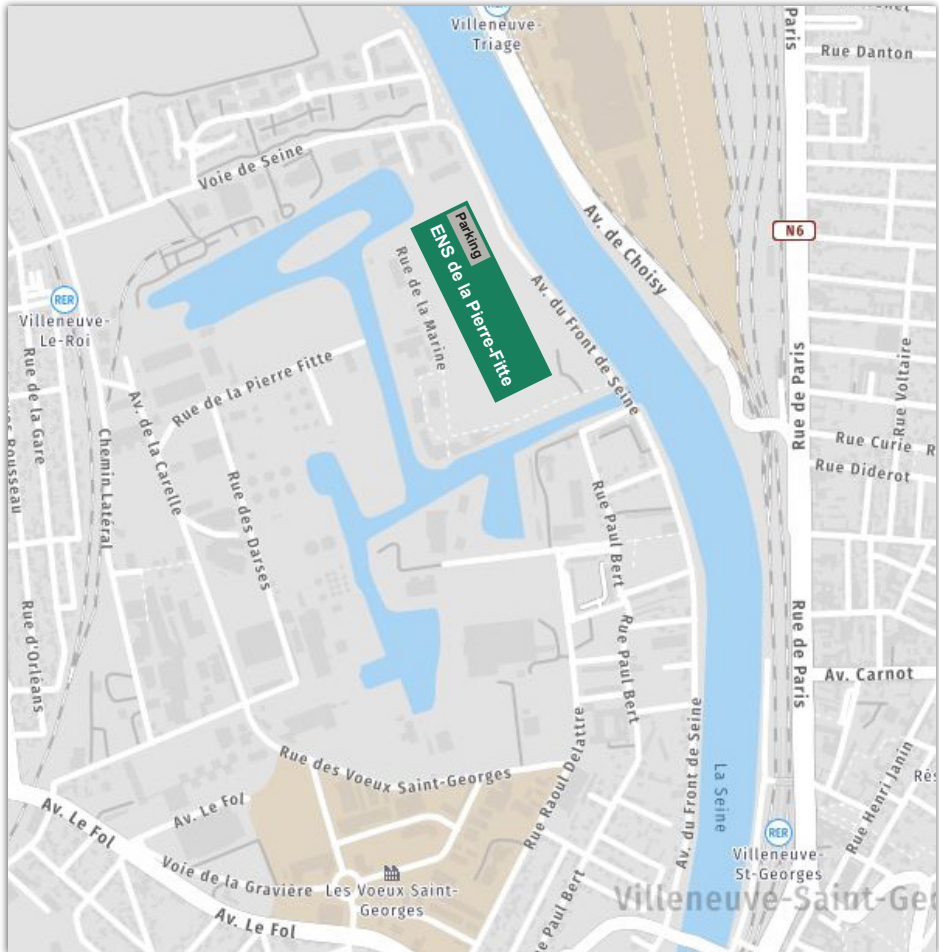 Villeneuve-
Triage
Paris
Rue Danton
Voie de Seine
Parking
ENS de la Pierre-Fitte
Av. de Choisy
N6
Rue de la Marine
Av. du Front de Seine
RER
Villeneuve-
Le-Roi
Rue de la Pierre Fitte
Rue de Paris
Rue Voltaire
Rue de la Gare
Av. de la Carelle
Rue Curie
Rue Diderot
Rousseau
Chemin Latéral
Rue des Darses
Rue Paul Bert
Rue d'Orléans
Rue Paul Bert
Rue de Paris
Av. Carnot
Rue des Voeux Saint-Georges
Rue Raoul Delattre
Av. du Front de Seine
La Seine
Rue Henri Janin
Av. Le Fol
Av. Le Fol
RER
Villeneuve-
St-Georges
Voie de la Gravière
Les Voeux Saint-
Georges
Villeneuve-Saint-Geo
Av. Le Fol
Paul Bert